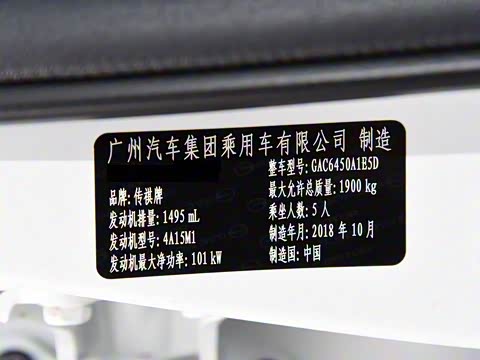 广州汽车集团乘用车有限公司 制造
整车型号: GAC6450A1E5D
品牌: 传祺牌
最大允许总质量: 1900 kg
发动机排量: 1495 mL
乘坐人数: 5 人
发动机型号: 4A15M1
制造年月: 2018 年 10 月
发动机最大净功率: 101 kW
制造国: 中国